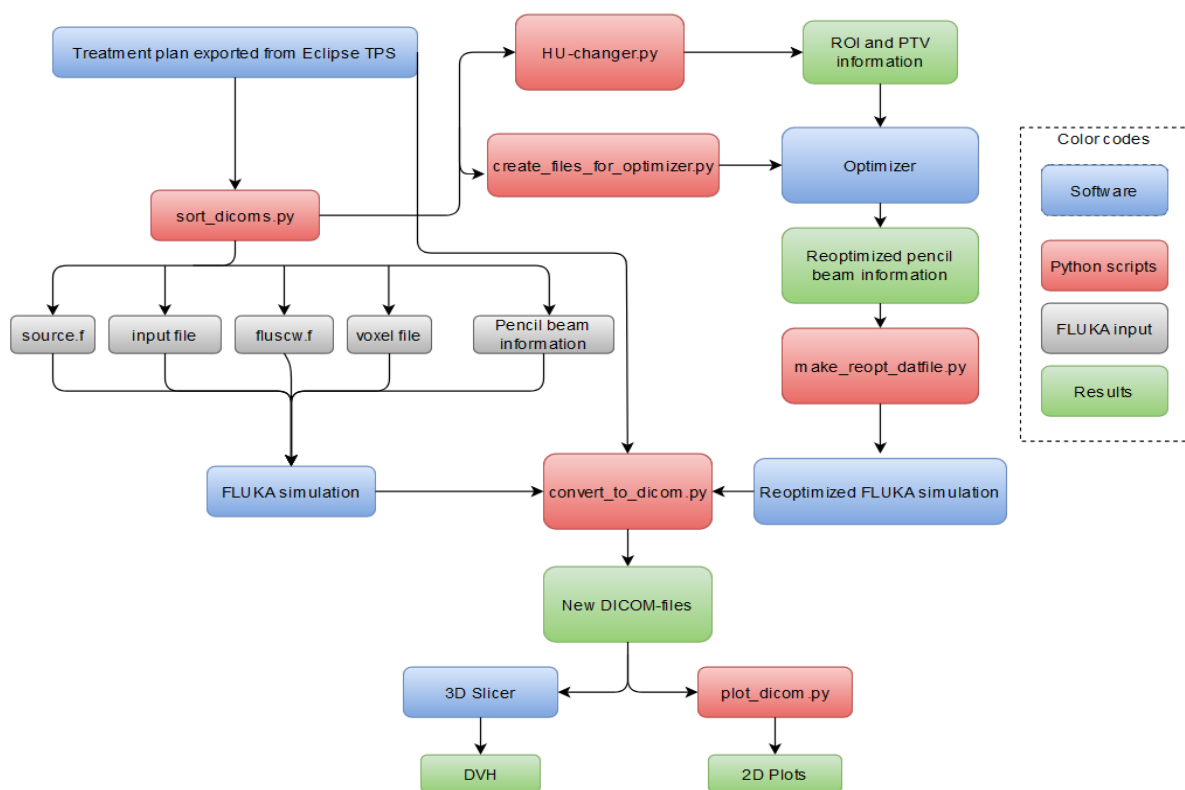 Treatment plan exported from Eclipse TPS
HU-changer.py
ROI and PTV
information
Color codes
create_files_for_optimizer.py
Optimizer
Software
sort_dicoms.py
Reoptimized pencil
beam information
Python scripts
source.f
input file
fluscw.f
voxel file
Pencil beam
information
FLUKA input
make_reopt_datfile.py
Results
FLUKA simulation
convert_to_dicom.py
Reoptimized FLUKA simulation
New DICOM-files
3D Slicer
plot_dicom.py
DVH
2D Plots